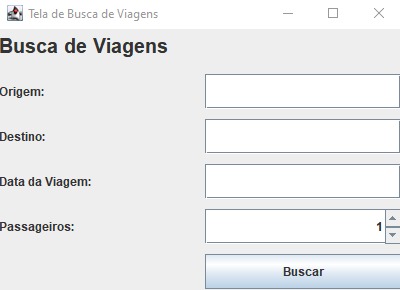 Tela de Busca de Viagens
Busca de Viagens
Origem:
Destino:
Data da Viagem:
Passageiros: 1
Buscar